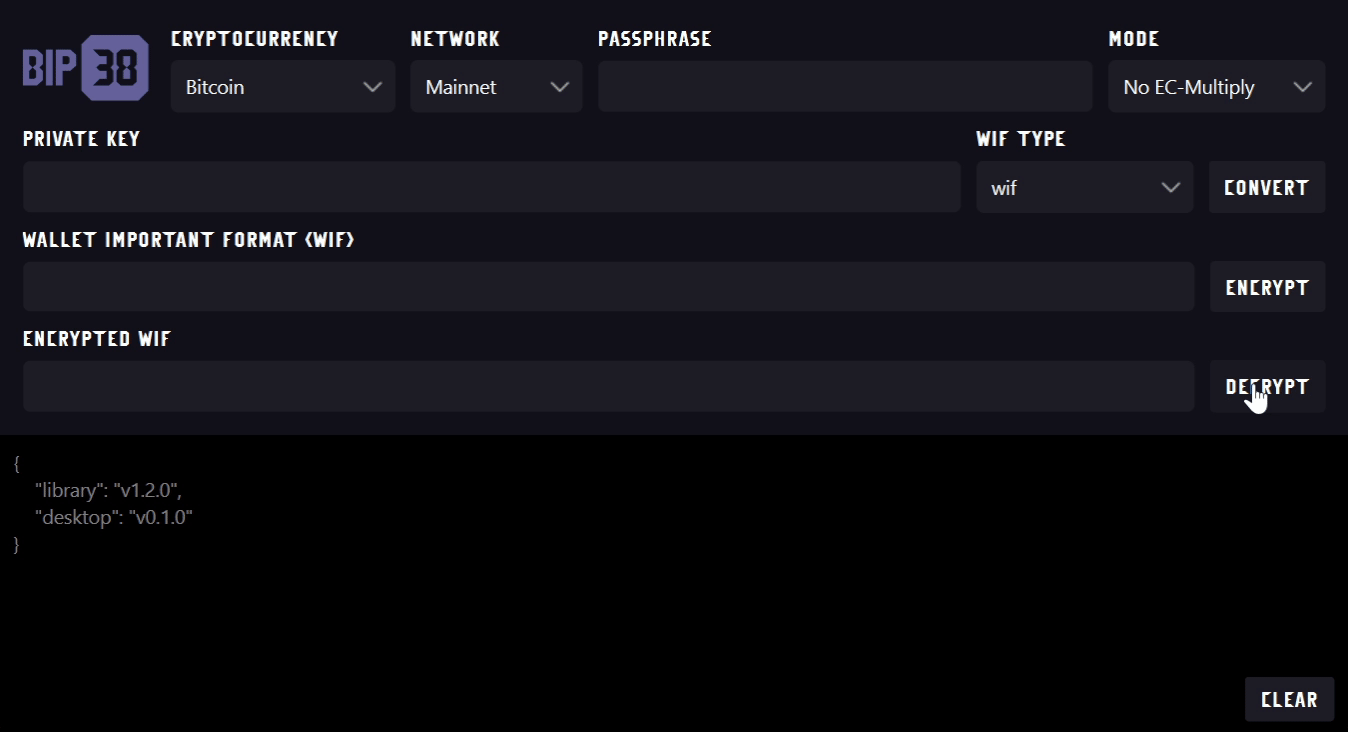 BIP 38
CRYPTOCURRENCY NETWORK PASSPHRASE MODE
Bitcoin Mainnet No EC-Multiply
PRIVATE KEY WIF TYPE
wif CONVERT
WALLET IMPORTANT FORMAT (WIF)
ENCRYPT
ENCRYPTED WIF
DECRYPT
{
"library": "v1.2.0",
"desktop": "v0.1.0"
}
CLEAR